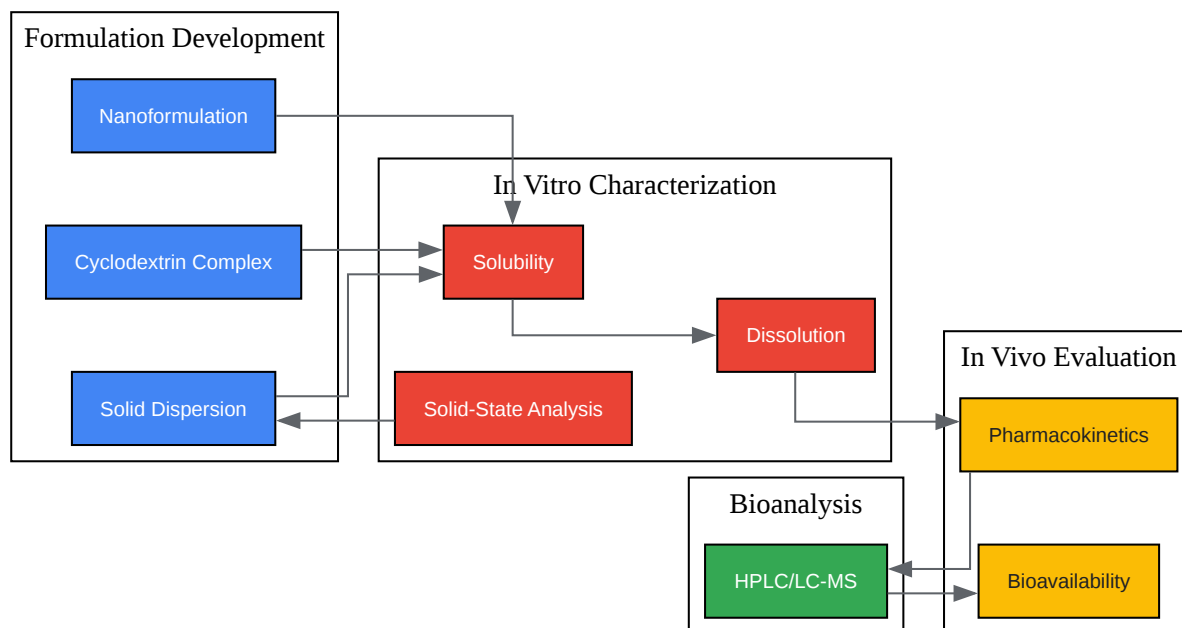 Formulation Development
Nanoformulation
Cyclodextrin Complex
Solid Dispersion
In Vitro Characterization
Solubility
Dissolution
Solid-State Analysis
In Vivo Evaluation
Pharmacokinetics
Bioavailability
Bioanalysis
HPLC/LC-MS